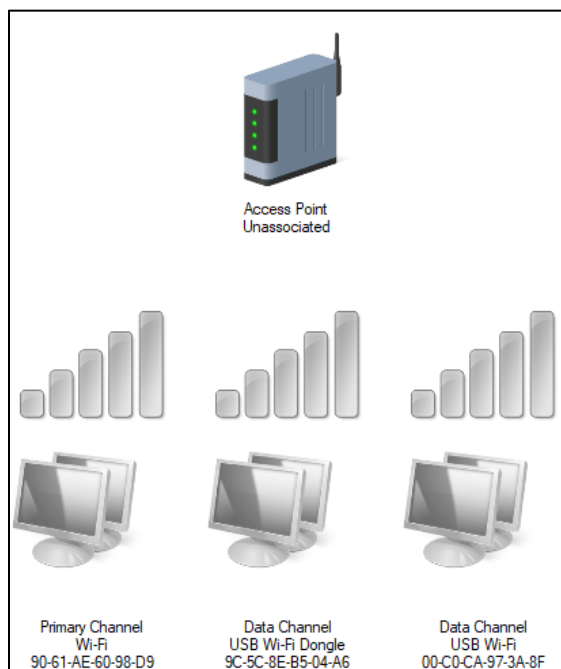 Access Point
Unassociated
Primary Channel
Wi-Fi
90-61-AE-60-98-D9
Data Channel
USB Wi-Fi Dongle
9C-5C-8E-B5-04-A6
Data Channel
USB Wi-Fi
00-C0-CA-97-3A-8F